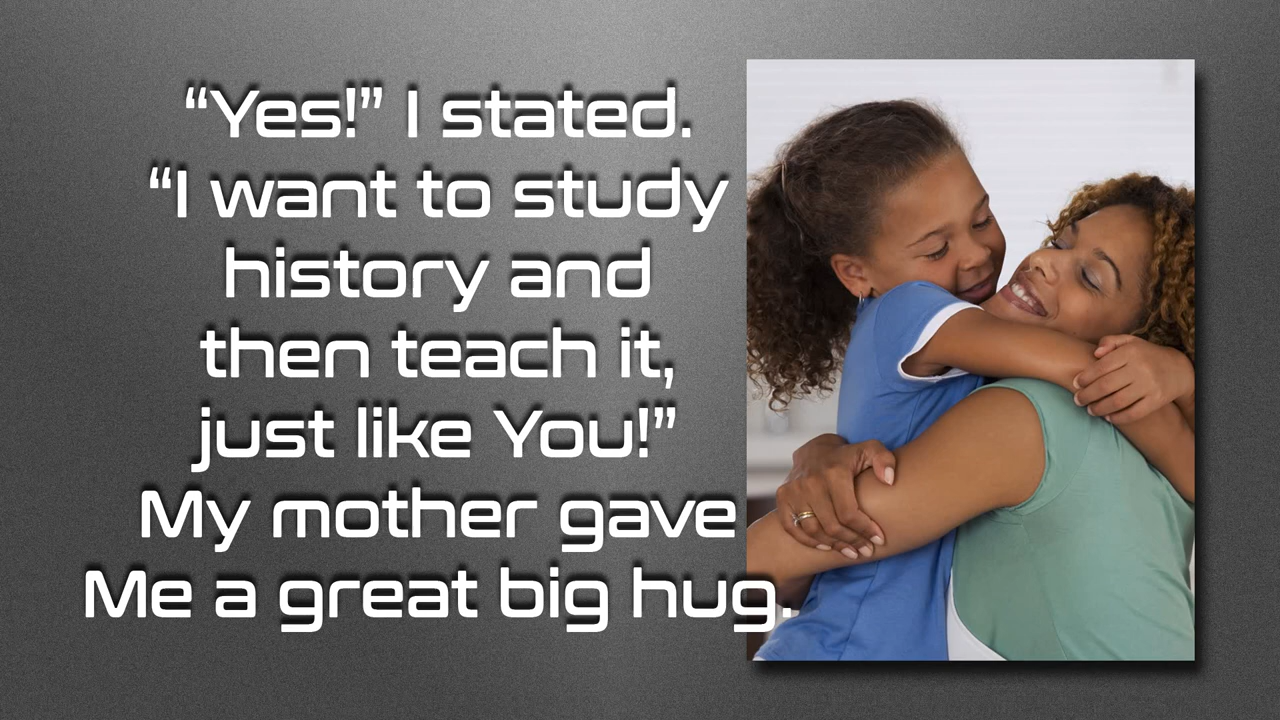 “Yes!” I stated.
“I want to study
history and
then teach it,
just like You!”
My mother gave
Me a great big hug.